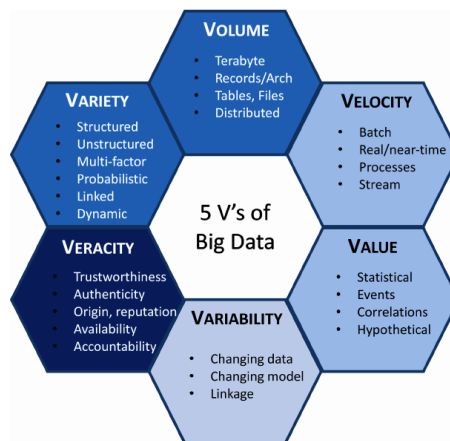 VOLUME
Terabyte
Records/Arch
Tables, Files
Distributed
VARIETY
Structured
Unstructured
Multi-factor
Probabilistic
Linked
Dynamic
VELOCITY
Batch
Real/near-time
Processes
Stream
5 V's of
Big Data
VERACITY
Trustworthiness
Authenticity
Origin, reputation
Availability
Accountability
VALUE
Statistical
Events
Correlations
Hypothetical
VARIABILITY
Changing data
Changing model
Linkage